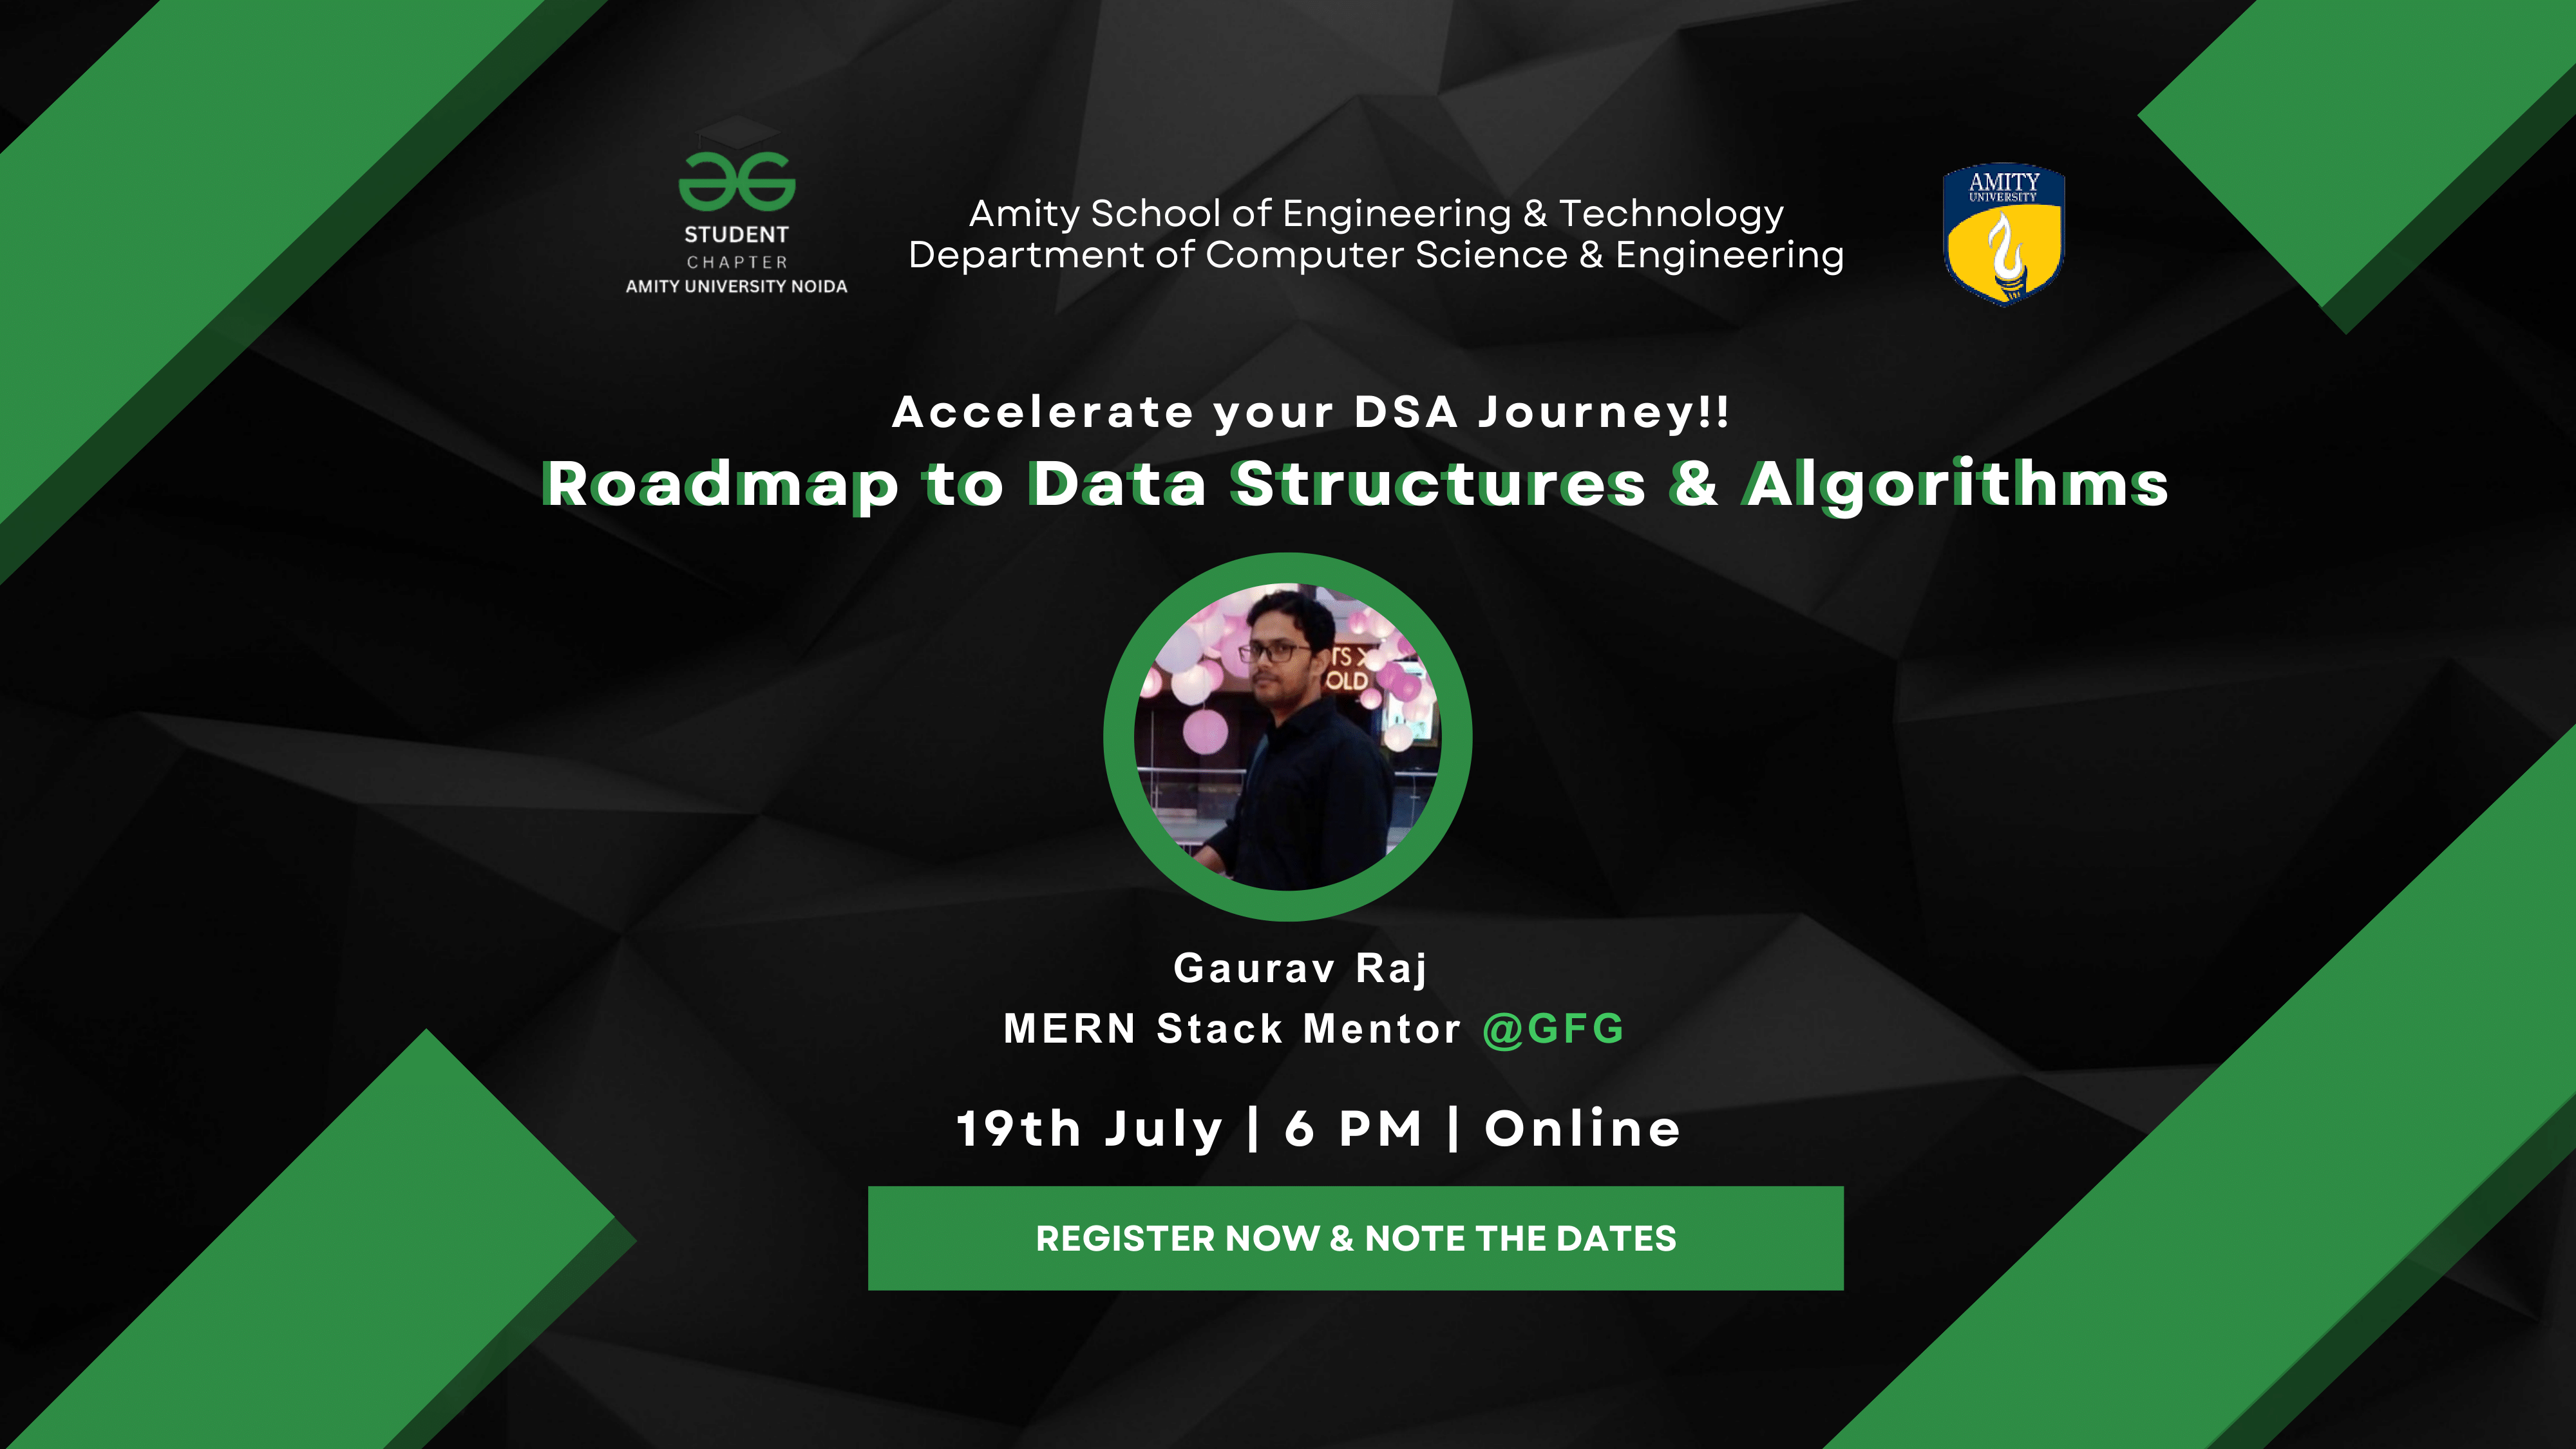 STUDENT
CHAPTER
AMITY UNIVERSITY NOIDA
Amity School of Engineering & Technology
Department of Computer Science & Engineering
AMITY
UNIVERSITY
Accelerate your DSA Journey!!
Roadmap to Data Structures & Algorithms
TS X
OLD
Gaurav Raj
MERN Stack Mentor @GFG
19th July | 6 PM | Online
REGISTER NOW & NOTE THE DATES